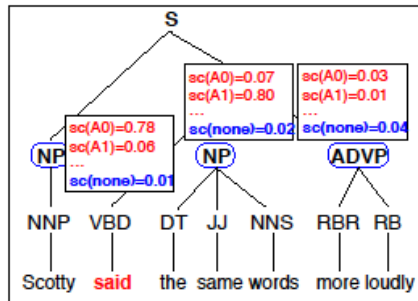 S
sc(A0)=0.07
sc(A1)=0.80
...
sc(none)=0.02
sc(A0)=0.03
sc(A1)=0.01
...
sc(none)=0.04
sc(A0)=0.78
sc(A1)=0.06
...
sc(none)=0.01
NP NP ADVP
NNP VBD DT JJ NNS RBR RB
Scotty said the same words more loudly